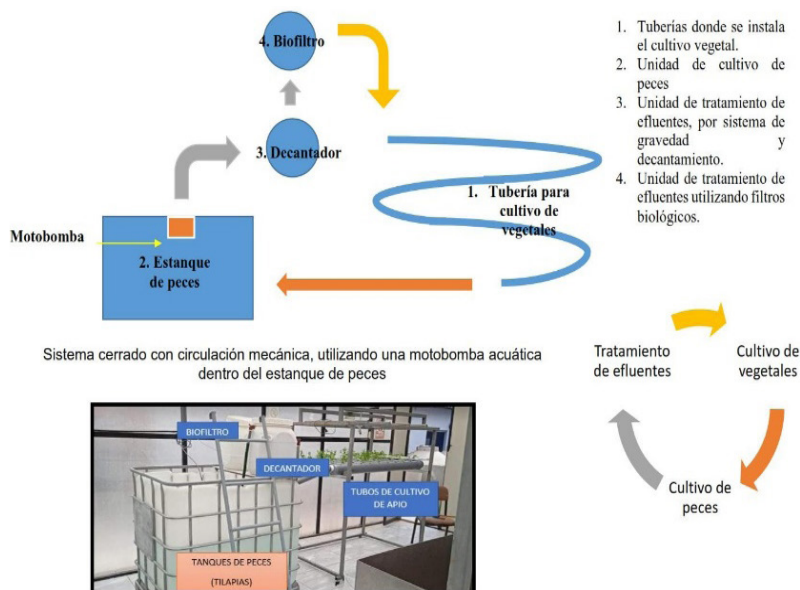 4. Biofiltro
3. Decantador
Motobomba
2. Estanque
de peces
1. Tubería para
cultivo de
vegetales
1. Tuberías donde se instala
el cultivo vegetal.
2. Unidad de cultivo de
peces
3. Unidad de tratamiento de
efluentes, por sistema de
gravedad y
decantamiento.
4. Unidad de tratamiento de
efluentes utilizando filtros
biológicos.
Sistema cerrado con circulación mecánica, utilizando una motobomba acuática
dentro del estanque de peces
Tratamiento
de efluentes
Cultivo de
vegetales
Cultivo de
peces
BIOFILTRO
DECANTADOR
TUBOS DE CULTIVO
DE APIO
TANQUES DE PECES
(TILAPIAS)